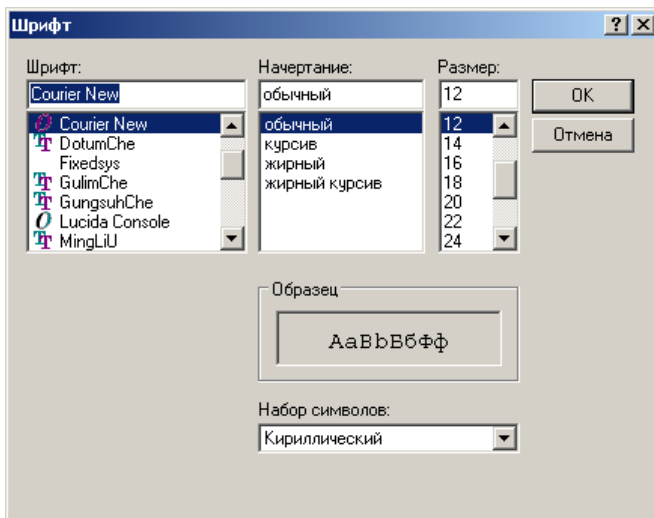 Шрифт
Шрифт:
Courier New
Courier New
DotumChe
Fixedsys
GulimChe
GungsuhChe
Lucida Console
MingLiU
Начертание:
обычный
обычный
курсив
жирный
жирный курсив
Размер:
12
12
14
16
18
20
22
24
OK
Отмена
Образец
АаBbБбФф
Набор символов:
Кириллический